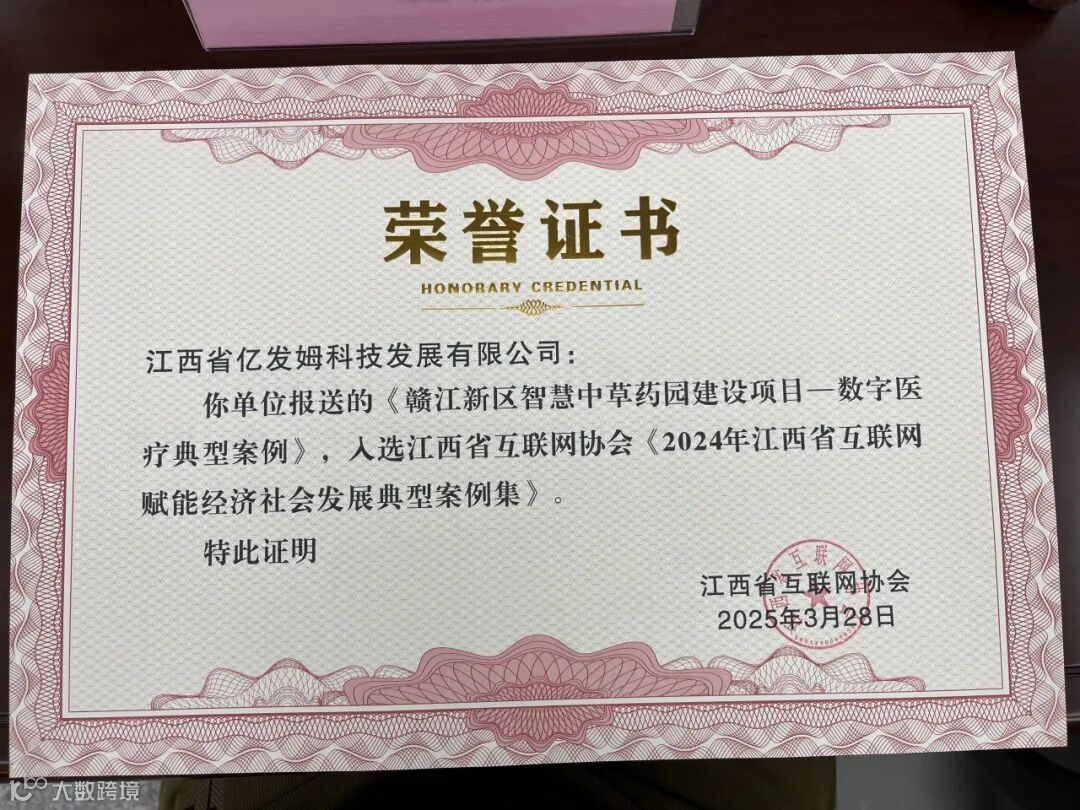 荣誉证书
HONORARY CREDENTIAL
江西省亿发姆科技发展有限公司：
你单位报送的《赣江新区智慧中草药园建设项目—数字医
疗典型案例》，入选江西省互联网协会《2024年江西省互联网
赋能经济社会发展典型案例集》。
特此证明
江西省互联网协会
2025年3月28日
大数跨境